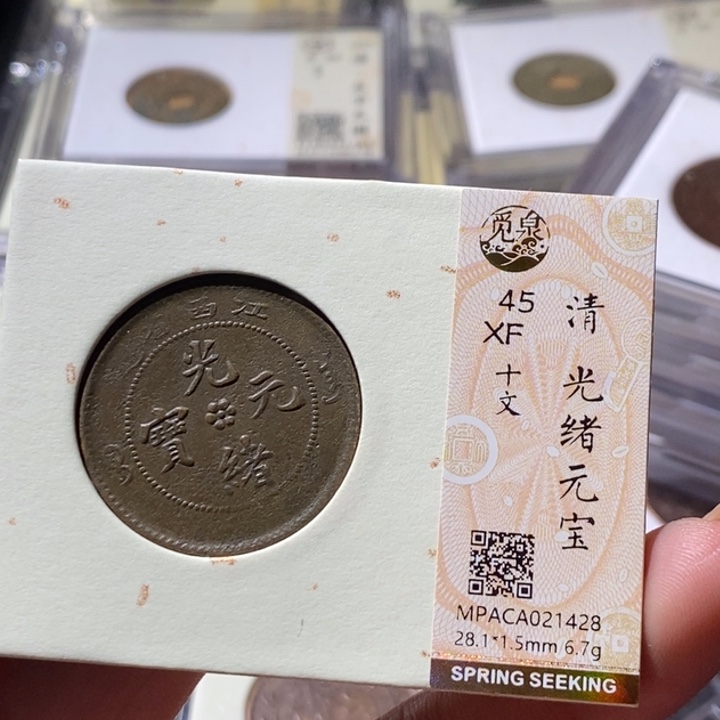 江西
光緒元寶
觅泉
45
XF
十文
清 光绪元宝
MPACA021428
28.1*1.5mm 6.7g
SPRING SEEKING